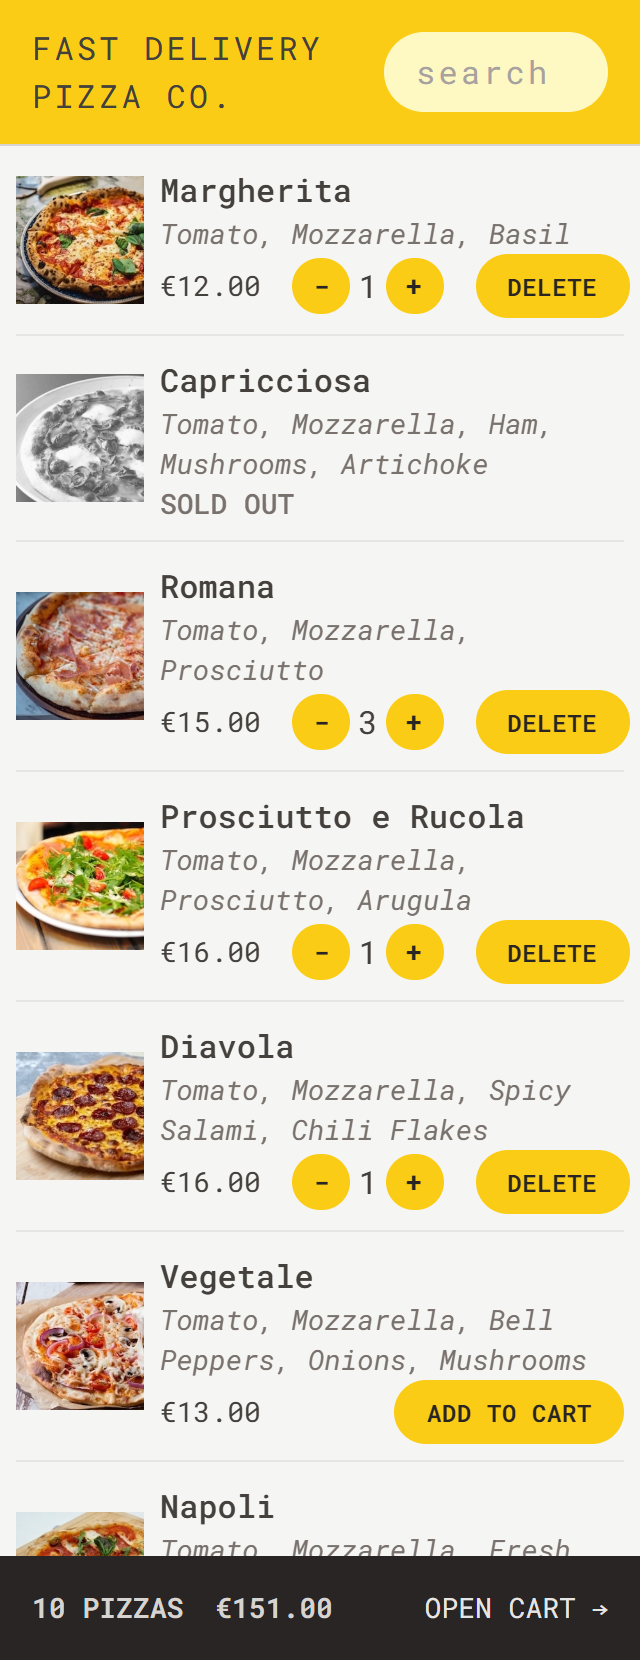 FAST DELIVERY
PIZZA CO.
search
Margherita
Tomato, Mozzarella, Basil
€12.00 - 1 + DELETE
Capricciosa
Tomato, Mozzarella, Ham,
Mushrooms, Artichoke
SOLD OUT
Romana
Tomato, Mozzarella,
Prosciutto
€15.00 - 3 + DELETE
Prosciutto e Rucola
Tomato, Mozzarella,
Prosciutto, Arugula
€16.00 - 1 + DELETE
Diavola
Tomato, Mozzarella, Spicy
Salami, Chili Flakes
€16.00 - 1 + DELETE
Vegetale
Tomato, Mozzarella, Bell
Peppers, Onions, Mushrooms
€13.00 ADD TO CART
Napoli
Tomato, Mozzarella, Fresh
10 PIZZAS €151.00 OPEN CART →